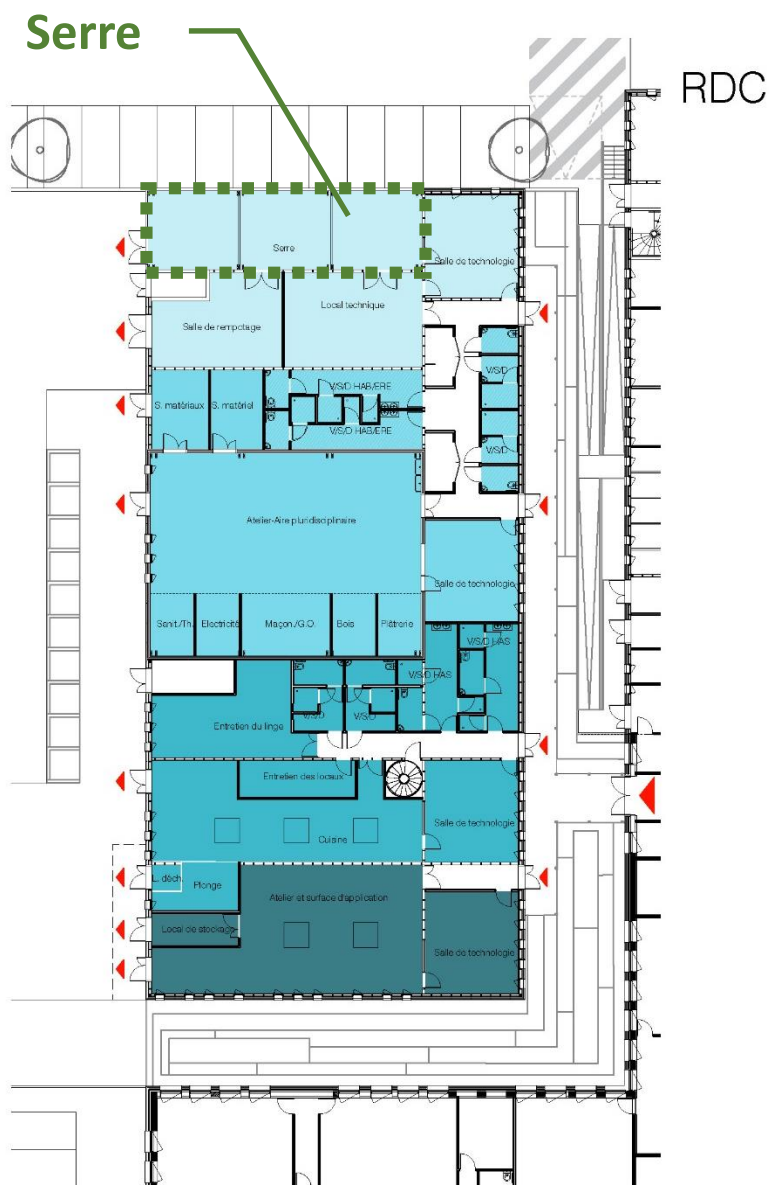 Serre
RDC
Serre
Salle de technologie
Local technique
Salle de rempotage
V/S/D
V/S/D HAB/ERE
S. matériaux
S. matériel
V/S/D HAB/ERE
V/S/D
Atelier-Aire pluridisciplinaire
Salle de technologie
Sanit./Th.
Electricité
Maçon./G.O.
Bois
Plâtrerie
V/S/D HAS
V/S/D HAS
V/S/D
V/S/D
Entretien du linge
Entretien des locaux
Salle de technologie
Cuisine
L. déch.
Plonge
Atelier et surface d'application
Local de stockage
Salle de technologie